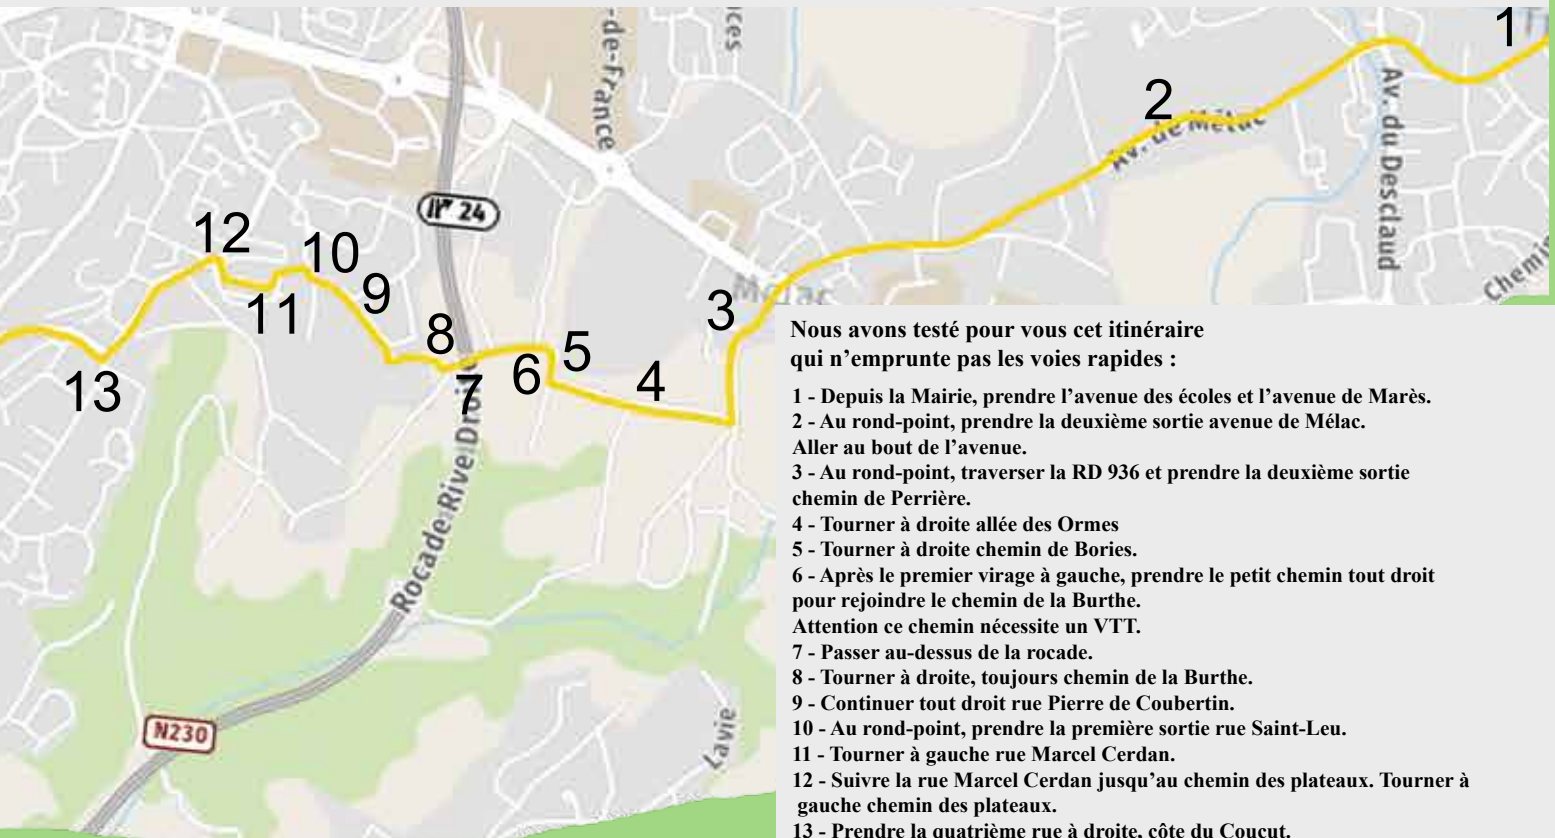 -de-France
ces
1
2
Av. de Mélac
Av. du Desclaud
24
12
10
Mélac
Chemin
9
11
3
8
5
13
7
6
4
Rocade Rive Droite
N230
Lavie
Nous avons testé pour vous cet itinéraire
qui n’emprunte pas les voies rapides :
1 - Depuis la Mairie, prendre l’avenue des écoles et l’avenue de Marès.
2 - Au rond-point, prendre la deuxième sortie avenue de Mélac.
Aller au bout de l’avenue.
3 - Au rond-point, traverser la RD 936 et prendre la deuxième sortie
chemin de Perrière.
4 - Tourner à droite allée des Ormes
5 - Tourner à droite chemin de Bories.
6 - Après le premier virage à gauche, prendre le petit chemin tout droit
pour rejoindre le chemin de la Burthe.
Attention ce chemin nécessite un VTT.
7 - Passer au-dessus de la rocade.
8 - Tourner à droite, toujours chemin de la Burthe.
9 - Continuer tout droit rue Pierre de Coubertin.
10 - Au rond-point, prendre la première sortie rue Saint-Leu.
11 - Tourner à gauche rue Marcel Cerdan.
12 - Suivre la rue Marcel Cerdan jusqu’au chemin des plateaux. Tourner à
gauche chemin des plateaux.
13 - Prendre la quatrième rue à droite, côte du Coucut.